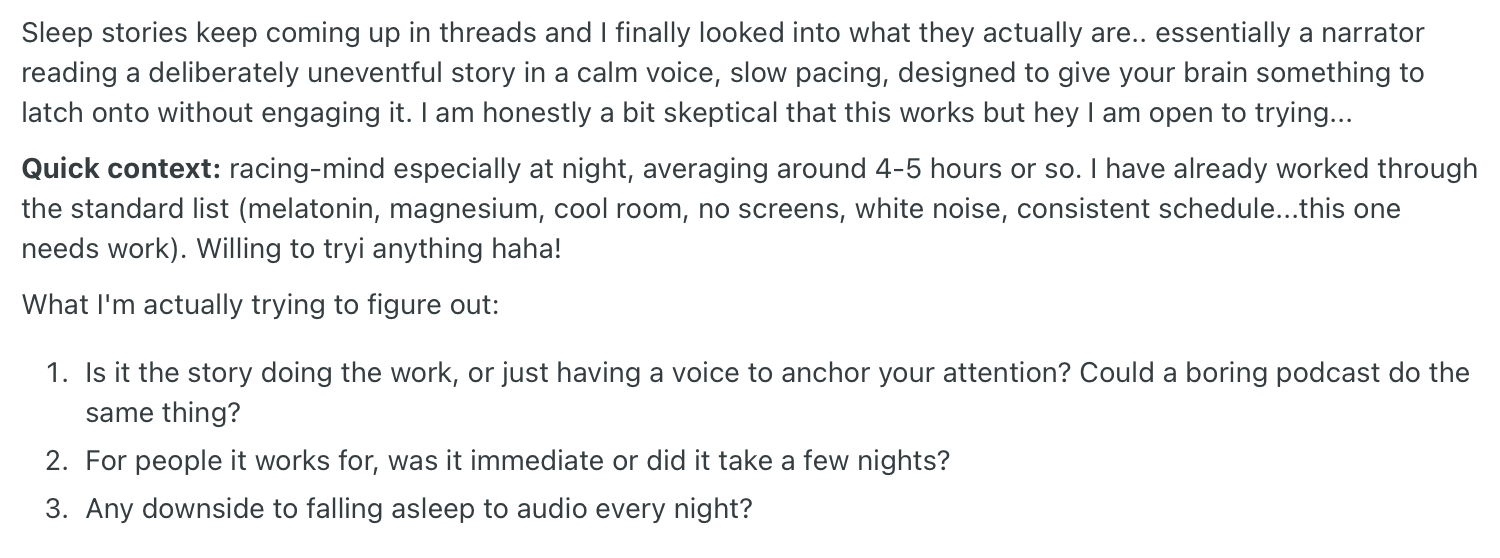 Sleep stories keep coming up in threads and I finally looked into what they actually are.. essentially a narrator
reading a deliberately uneventful story in a calm voice, slow pacing, designed to give your brain something to
latch onto without engaging it. I am honestly a bit skeptical that this works but hey I am open to trying...
Quick context: racing-mind especially at night, averaging around 4-5 hours or so. I have already worked through
the standard list (melatonin, magnesium, cool room, no screens, white noise, consistent schedule...this one
needs work). Willing to tryi anything haha!
What I'm actually trying to figure out:
1. Is it the story doing the work, or just having a voice to anchor your attention? Could a boring podcast do the
same thing?
2. For people it works for, was it immediate or did it take a few nights?
3. Any downside to falling asleep to audio every night?